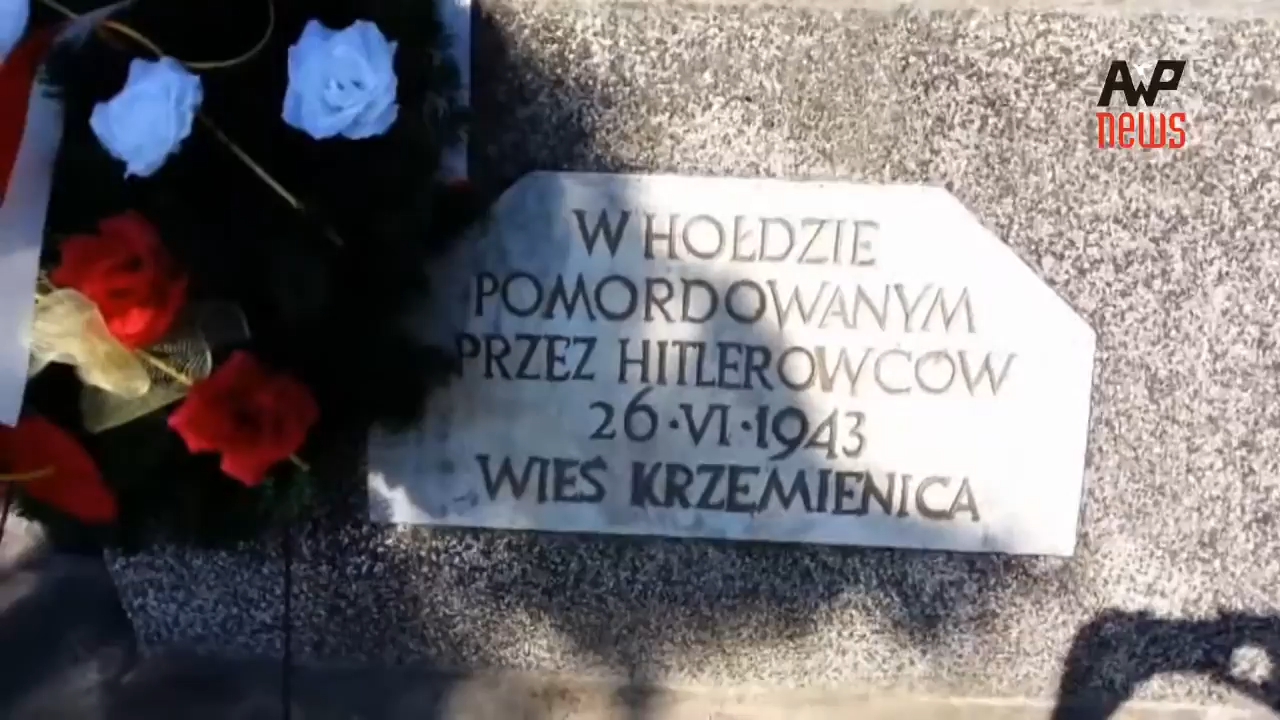 AWP
news
W HOŁDZIE
POMORDOWANYM
PRZEZ HITLEROWCÓW
26·VI·1943
WIEŚ KRZEMIENICA